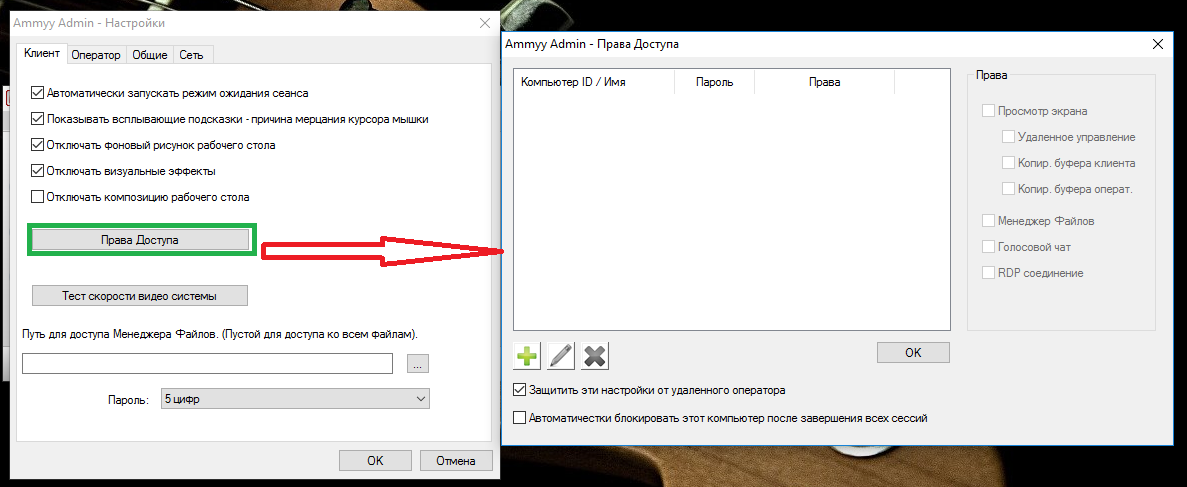 Ammyy Admin - Настройки
Клиент Оператор Общие Сеть
Автоматически запускать режим ожидания сеанса
Показывать всплывающие подсказки - причина мерцания курсора мышки
Отключать фоновый рисунок рабочего стола
Отключать визуальные эффекты
Отключать композицию рабочего стола
Права Доступа
Тест скорости видео системы
Путь для доступа Менеджера Файлов. (Пустой для доступа ко всем файлам).
...
Пароль: 5 цифр
OK Отмена
Ammyy Admin - Права Доступа
Компьютер ID / Имя Пароль Права
Права
Просмотр экрана
Удаленное управление
Копир. буфера клиента
Копир. буфера операт.
Менеджер Файлов
Голосовой чат
RDP соединение
OK
Защитить эти настройки от удаленного оператора
Автоматичестки блокировать этот компьютер после завершения всех сессий